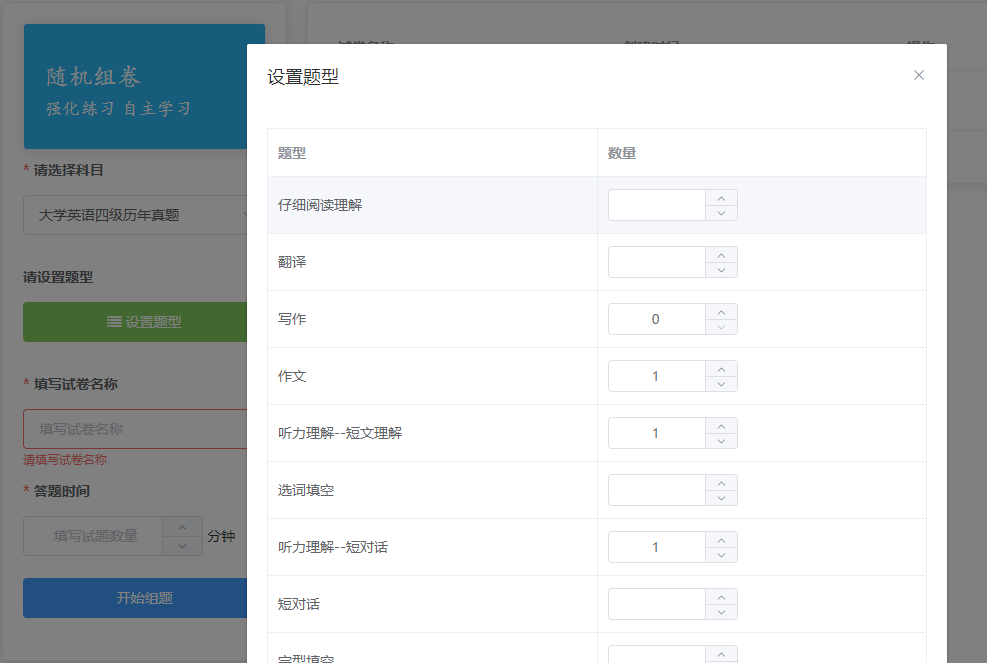 随机组卷
强化练习 自主学习
* 请选择科目
大学英语四级历年真题
请设置题型
设置题型
* 填写试卷名称
填写试卷名称
请填写试卷名称
* 答题时间
填写试题数量 分钟
开始组题
设置题型
题型 数量
仔细阅读理解
翻译
写作 0
作文 1
听力理解--短文理解 1
选词填空
听力理解--短对话 1
短对话
完型填空